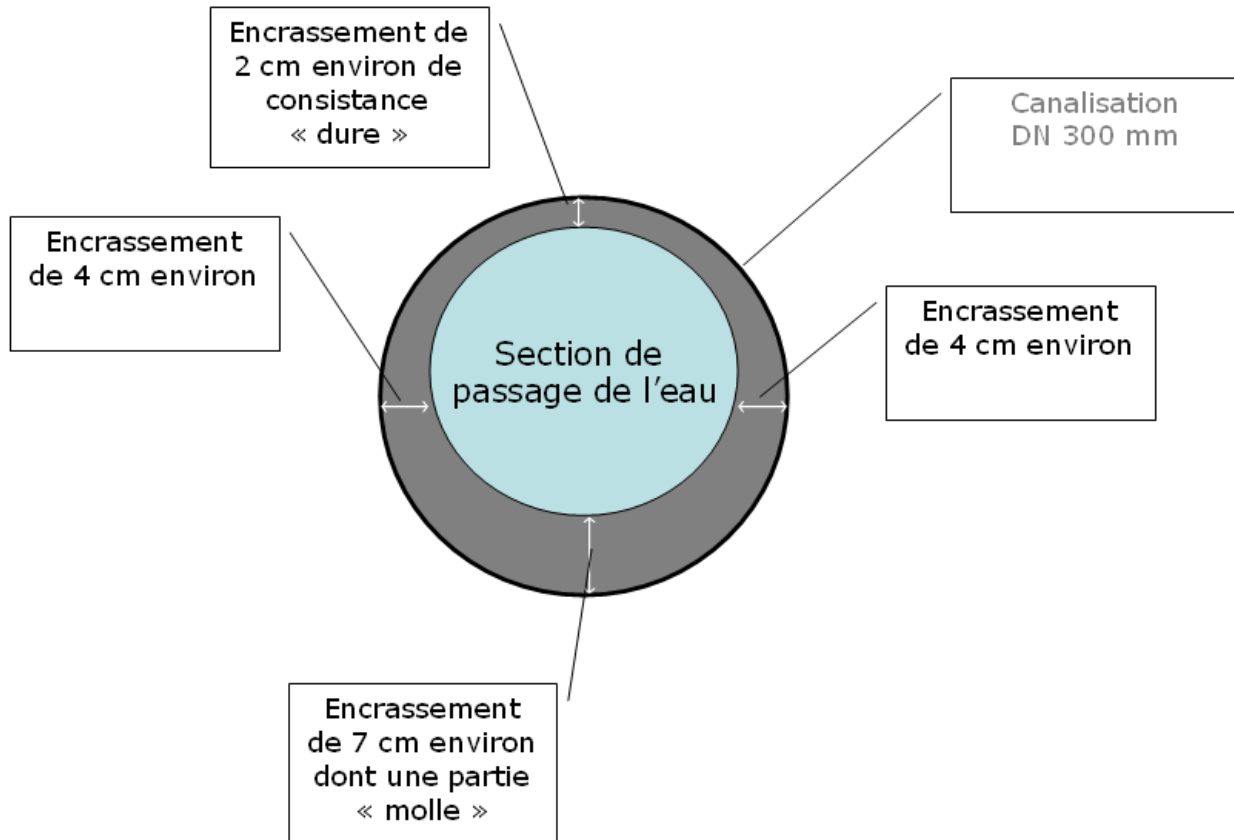 Encrassement de
2 cm environ de
consistance
« dure »
Canalisation
DN 300 mm
Encrassement
de 4 cm environ
Encrassement
de 4 cm environ
Section de
passage de l’eau
Encrassement
de 7 cm environ
dont une partie
« molle »